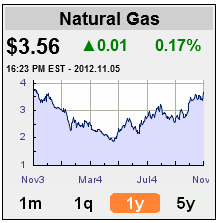 Natural Gas
$3.56 ▲0.01 0.17%
16:23 PM EST - 2012.11.05
4
3
2
1
Nov3 Mar4 Jul4 Nov
1m 1q 1y 5y